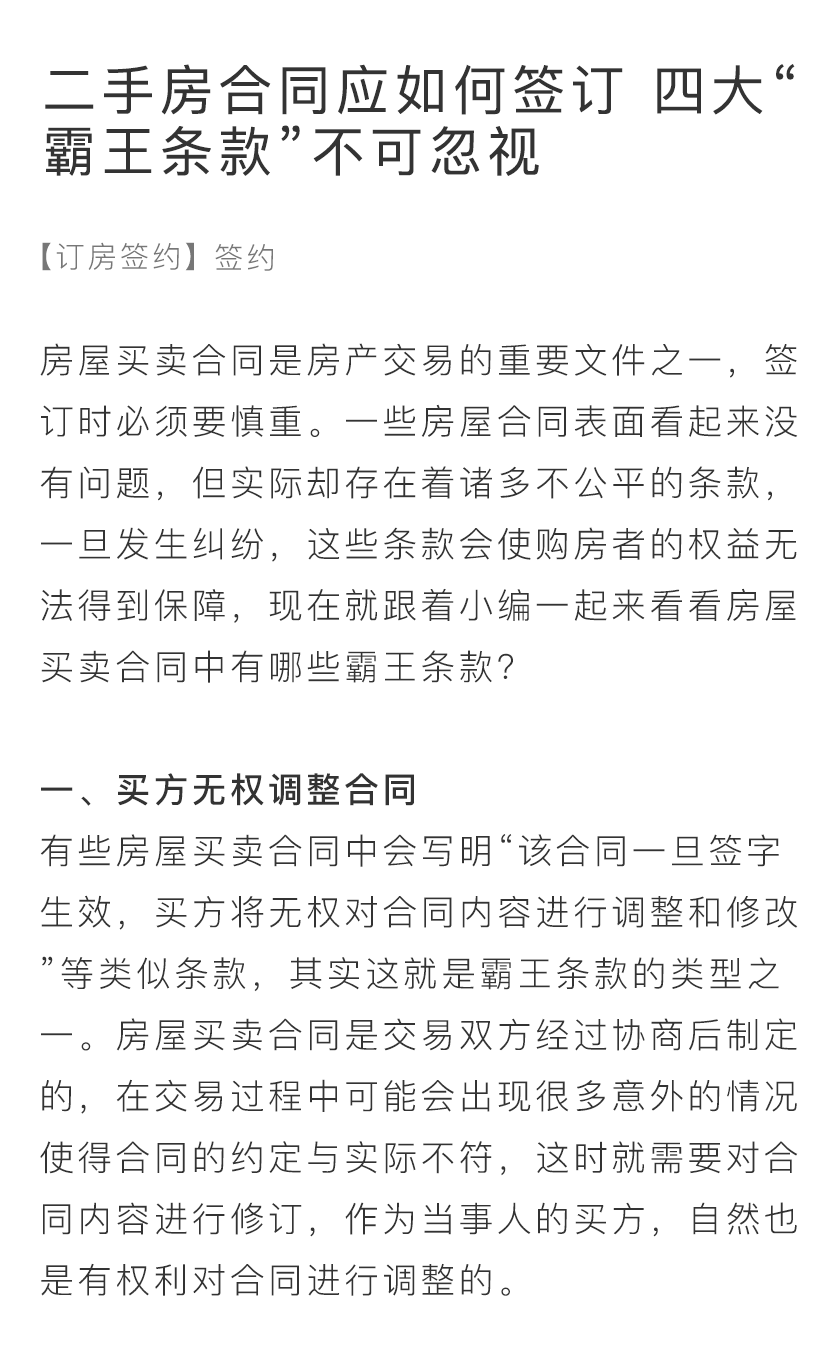 二手房合同应如何签订 四大“
霸王条款”不可忽视
【订房签约】签约
房屋买卖合同是房产交易的重要文件之一，签
订时必须要慎重。一些房屋合同表面看起来没
有问题，但实际却存在着诸多不公平的条款，
一旦发生纠纷，这些条款会使购房者的权益无
法得到保障，现在就跟着小编一起来看看房屋
买卖合同中有哪些霸王条款？
一、买方无权调整合同
有些房屋买卖合同中会写明“该合同一旦签字
生效，买方将无权对合同内容进行调整和修改
”等类似条款，其实这就是霸王条款的类型之
一。房屋买卖合同是交易双方经过协商后制定
的，在交易过程中可能会出现很多意外的情况
使得合同的约定与实际不符，这时就需要对合
同内容进行修订，作为当事人的买方，自然也
是有权利对合同进行调整的。